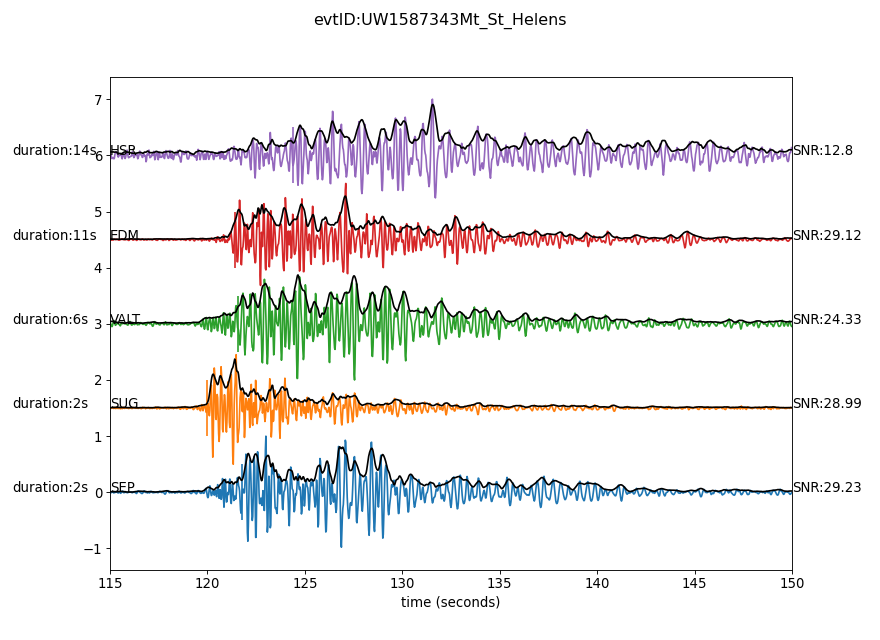 evtID:UW1587343Mt_St_Helens
7
duration:14s HSR SNR:12.8
6
5
duration:11s EDM SNR:29.12
4
duration:6s VALT SNR:24.33
3
2
duration:2s SUG SNR:28.99
1
duration:2s SEP SNR:29.23
0
−1
115 120 125 130 135 140 145 150
time (seconds)